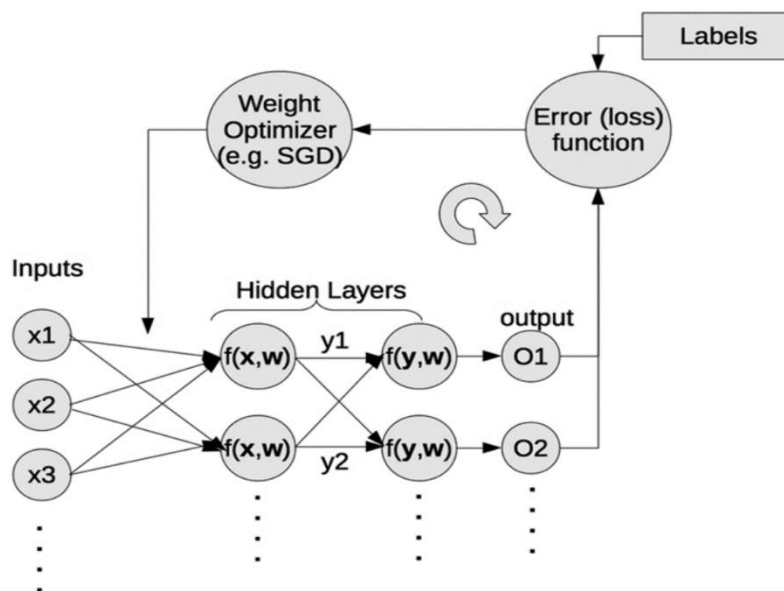 Labels
Weight
Optimizer
(e.g. SGD)
Error (loss)
function
Inputs
Hidden Layers
output
x1
f(x,w)
y1
f(y,w)
O1
x2
f(x,w)
y2
f(y,w)
O2
x3